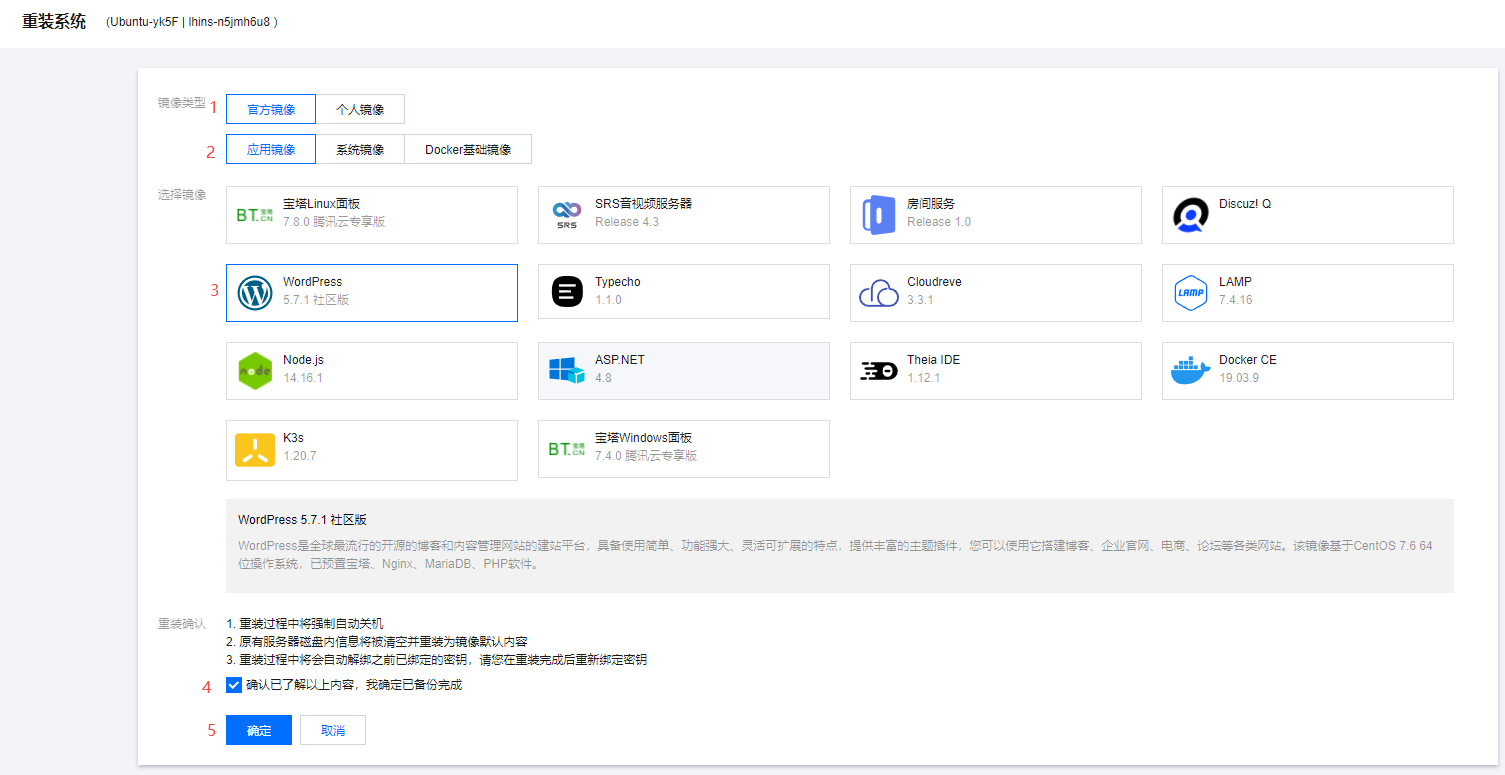 重装系统 (Ubuntu-yk5F | lhins-n5jmh6u8 )
镜像类型 1 官方镜像 个人镜像
2 应用镜像 系统镜像 Docker基础镜像
选择镜像
BT.宝塔.CN 宝塔Linux面板
7.8.0 腾讯云专享版
SRS SRS音视频服务器
Release 4.3
房间服务
Release 1.0
Discuz! Q
3 WordPress
5.7.1 社区版
Typecho
1.1.0
Cloudreve
3.3.1
LAMP LAMP
7.4.16
node Node.js
14.16.1
ASP.NET
4.8
Theia IDE
1.12.1
Docker CE
19.03.9
K3s
1.20.7
BT.宝塔.CN 宝塔Windows面板
7.4.0 腾讯云专享版
WordPress 5.7.1 社区版
WordPress是全球最流行的开源的博客和内容管理网站的建站平台，具备使用简单、功能强大、灵活可扩展的特点，提供丰富的主题插件，您可以使用它搭建博客、企业官网、电商、论坛等各类网站。该镜像基于CentOS 7.6 64
位操作系统，已预置宝塔、Nginx、MariaDB、PHP软件。
重装确认 1. 重装过程中将强制自动关机
2. 原有服务器磁盘内信息将被清空并重装为镜像默认内容
3. 重装过程中将会自动解绑之前已绑定的密钥，请您在重装完成后重新绑定密钥
4 确认已了解以上内容，我确定已备份完成
5 确定 取消